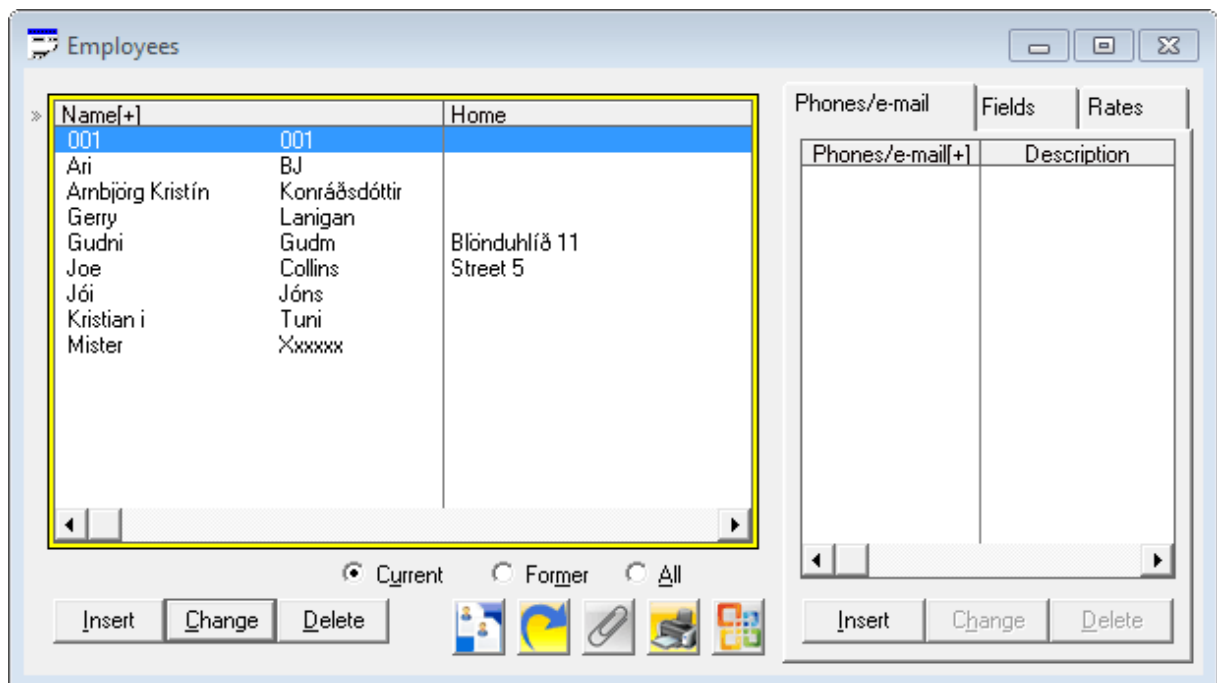 Employees
Name[+] Home
001 001
Ari BJ
Arnbjörg Kristín Konráðsdóttir
Gerry Lanigan
Gudni Gudm Blönduhlíð 11
Joe Collins Street 5
Jói Jóns
Kristian i Tuni
Mister Xxxxxx
Current Former All
Insert Change Delete
Phones/e-mail Fields Rates
Phones/e-mail[+] Description
Insert Change Delete